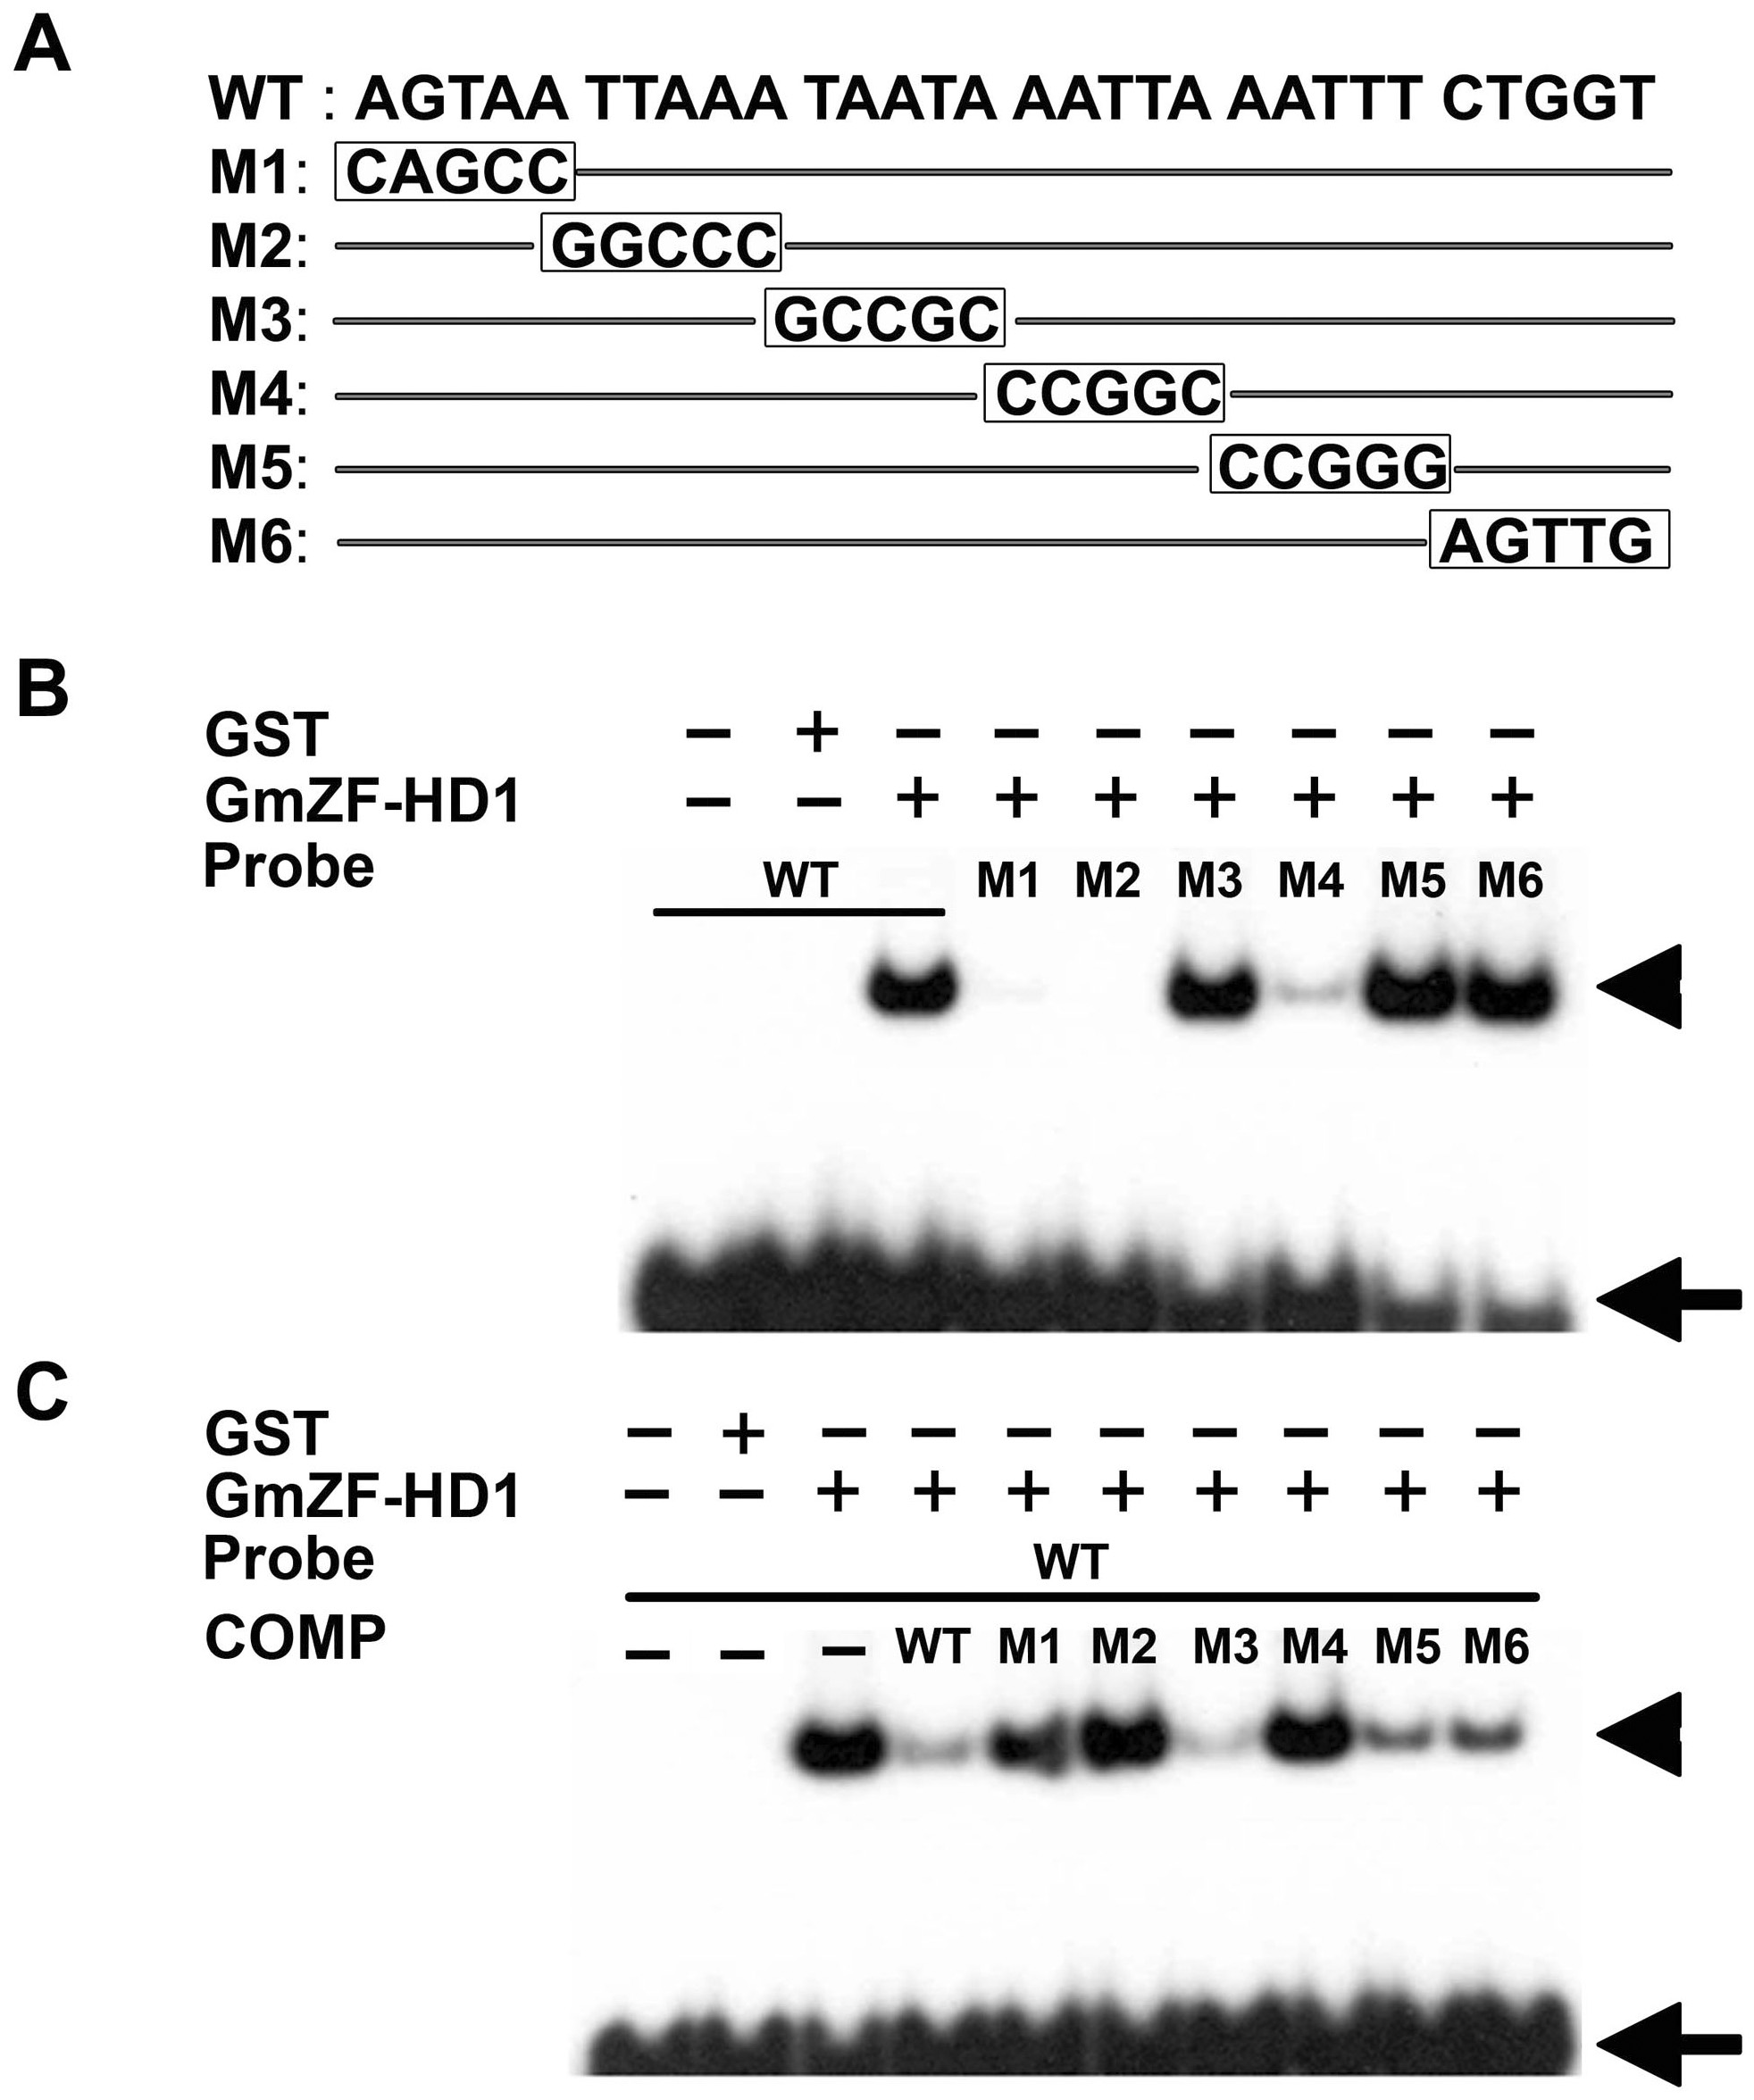 A
WT : AGTAA TTAAA TAATA AATTA AATTT CTGGT
M1: CAGCC
M2: GGCCC
M3: GCCGC
M4: CCGGC
M5: CCGGG
M6: AGTTG
B
GST − + − − − − − − −
GmZF-HD1 − − + + + + + + +
Probe WT M1 M2 M3 M4 M5 M6
C
GST − + − − − − − − − −
GmZF-HD1 − − + + + + + + + +
Probe WT
COMP − − − WT M1 M2 M3 M4 M5 M6